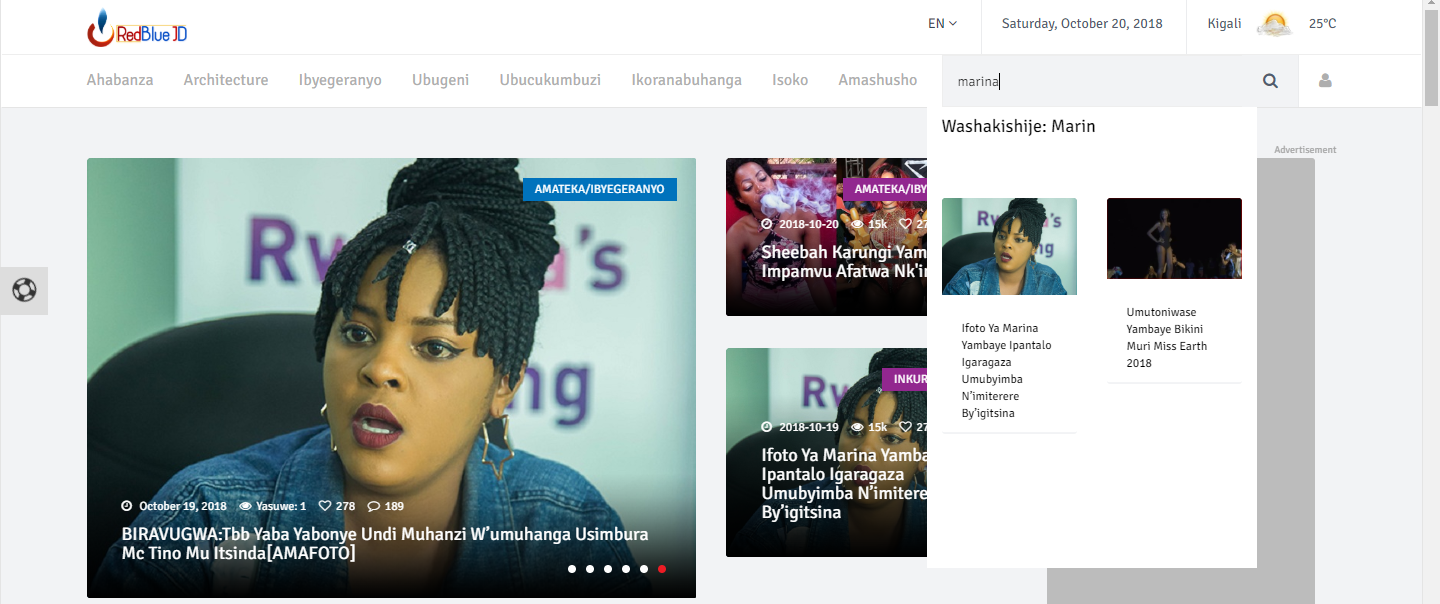 RedBlue JD
EN
Saturday, October 20, 2018
Kigali
25°C
Ahabanza
Architecture
Ibyegeranyo
Ubugeni
Ubucukumbuzi
Ikoranabuhanga
Isoko
Amashusho
marina
Washakishije: Marin
Advertisement
AMATEKA/IBYEGERANYO
October 19, 2018 Yasuwe: 1 278 189
BIRAVUGWA:Tbb Yaba Yabonye Undi Muhanzi W'umuhanga Usimbura
Mc Tino Mu Itsinda[AMAFOTO]
AMATEKA/IBY
2018-10-20 15k 27
Sheebah Karungi Yam
Impamvu Afatwa Nk'i
INKUR
2018-10-19 15k 27
Ifoto Ya Marina Yamba
Ipantalo Igaragaza
Umubyimba N'imitere
By'igitsina
Ifoto Ya Marina
Yambaye Ipantalo
Igaragaza
Umubyimba
N'imiterere
By'igitsina
Umutoniwase
Yambaye Bikini
Muri Miss Earth
2018